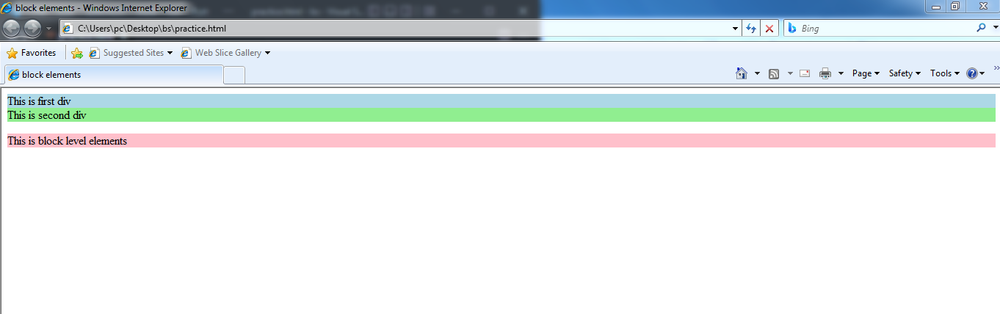 block elements - Windows Internet Explorer
C:\Users\pc\Desktop\bs\practice.html
Bing
Favorites
Suggested Sites
Web Slice Gallery
block elements
Page
Safety
Tools
This is first div
This is second div
This is block level elements